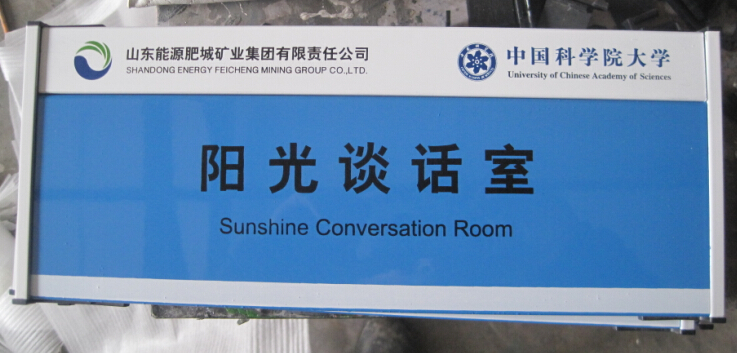 山东能源肥城矿业集团有限责任公司
SHANDONG ENERGY FEICHENG MINING GROUP CO.,LTD.
中国科学院大学
University of Chinese Academy of Sciences
阳光谈话室
Sunshine Conversation Room